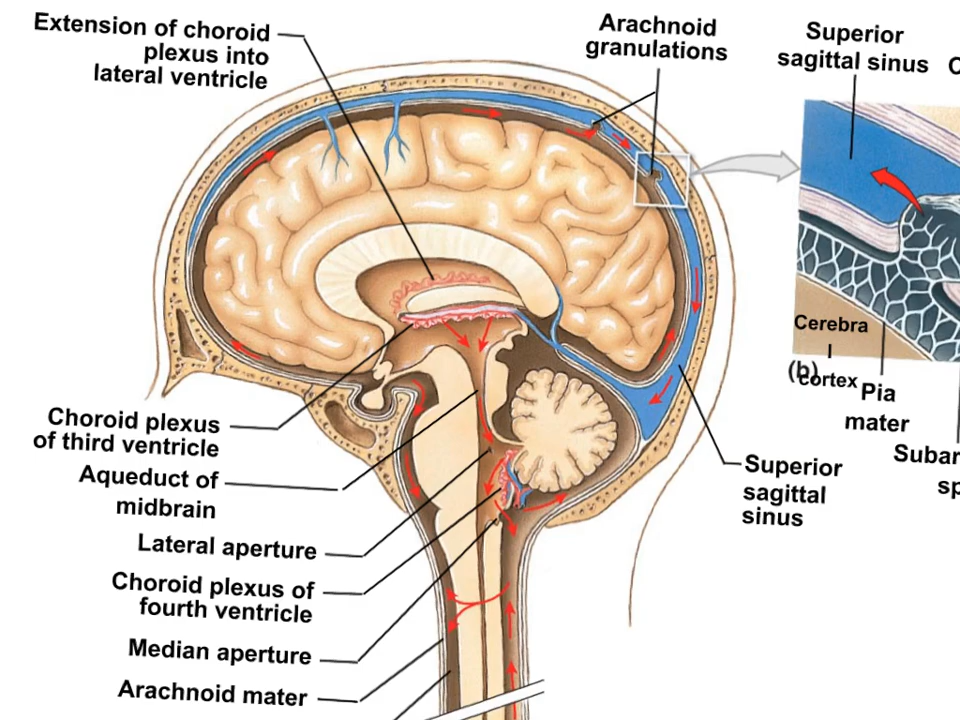 Extension of choroid
plexus into
lateral ventricle
Arachnoid
granulations
Superior
sagittal sinus
Cerebra
(b)
cortex
Pia
mater
Superior
sagittal
sinus
Choroid plexus
of third ventricle
Aqueduct of
midbrain
Lateral aperture
Choroid plexus of
fourth ventricle
Median aperture
Arachnoid mater